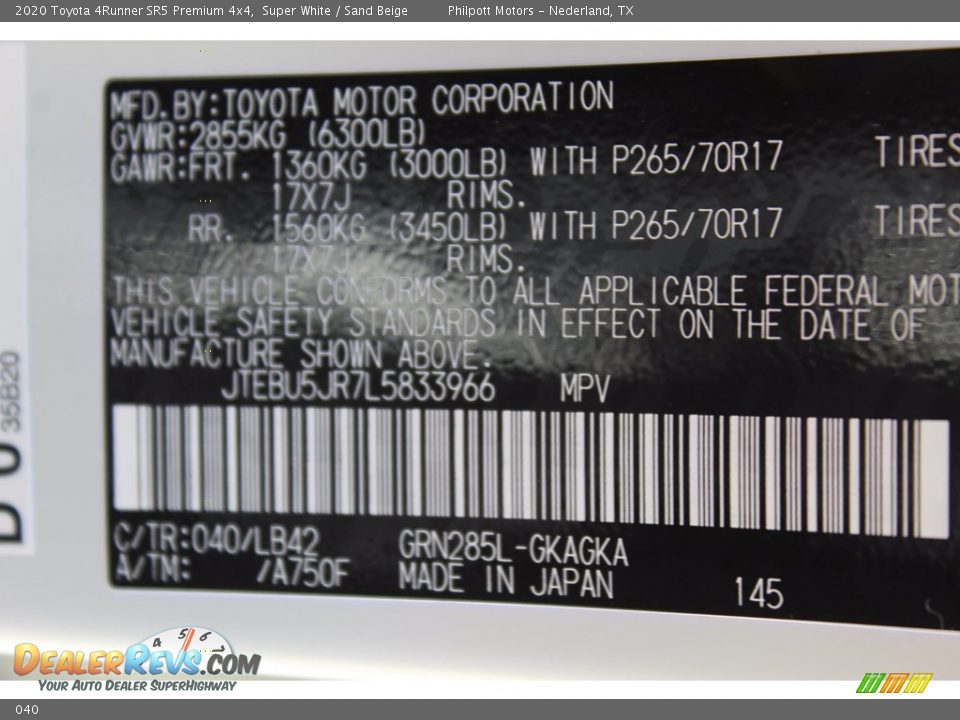 2020 Toyota 4Runner SR5 Premium 4x4, Super White / Sand Beige Philpott Motors - Nederland, TX
MFD.BY:TOYOTA MOTOR CORPORATION
GVWR:2855KG (6300LB)
GAWR:FRT. 1360KG (3000LB) WITH P265/70R17 TIRES
17X7J RIMS.
RR. 1560KG (3450LB) WITH P265/70R17 TIRES
17X7J RIMS.
THIS VEHICLE CONFORMS TO ALL APPLICABLE FEDERAL MOT
VEHICLE SAFETY STANDARDS IN EFFECT ON THE DATE OF
MANUFACTURE SHOWN ABOVE.
JTEBU5JR7L5833966 MPV
C/TR:040/LB42 GRN285L-GKAGKA
A/TM: /A750F MADE IN JAPAN 145
35B20
4 5 6
DEALERREVS.COM
YOUR AUTO DEALER SUPERHIGHWAY
040